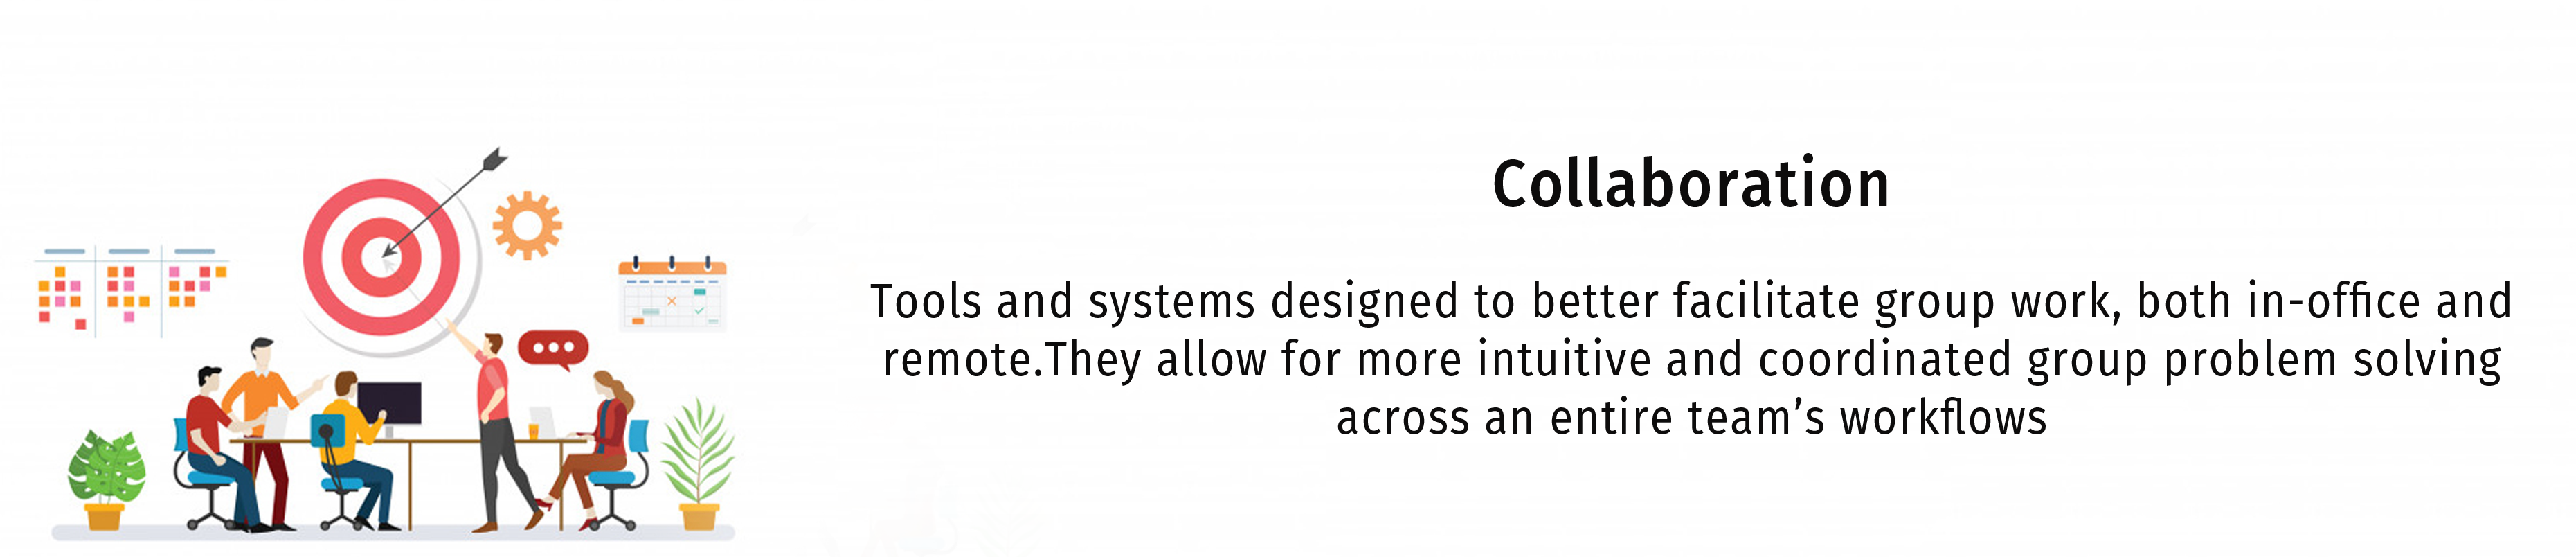 Collaboration
Tools and systems designed to better facilitate group work, both in-office and
remote.They allow for more intuitive and coordinated group problem solving
across an entire team’s workflows